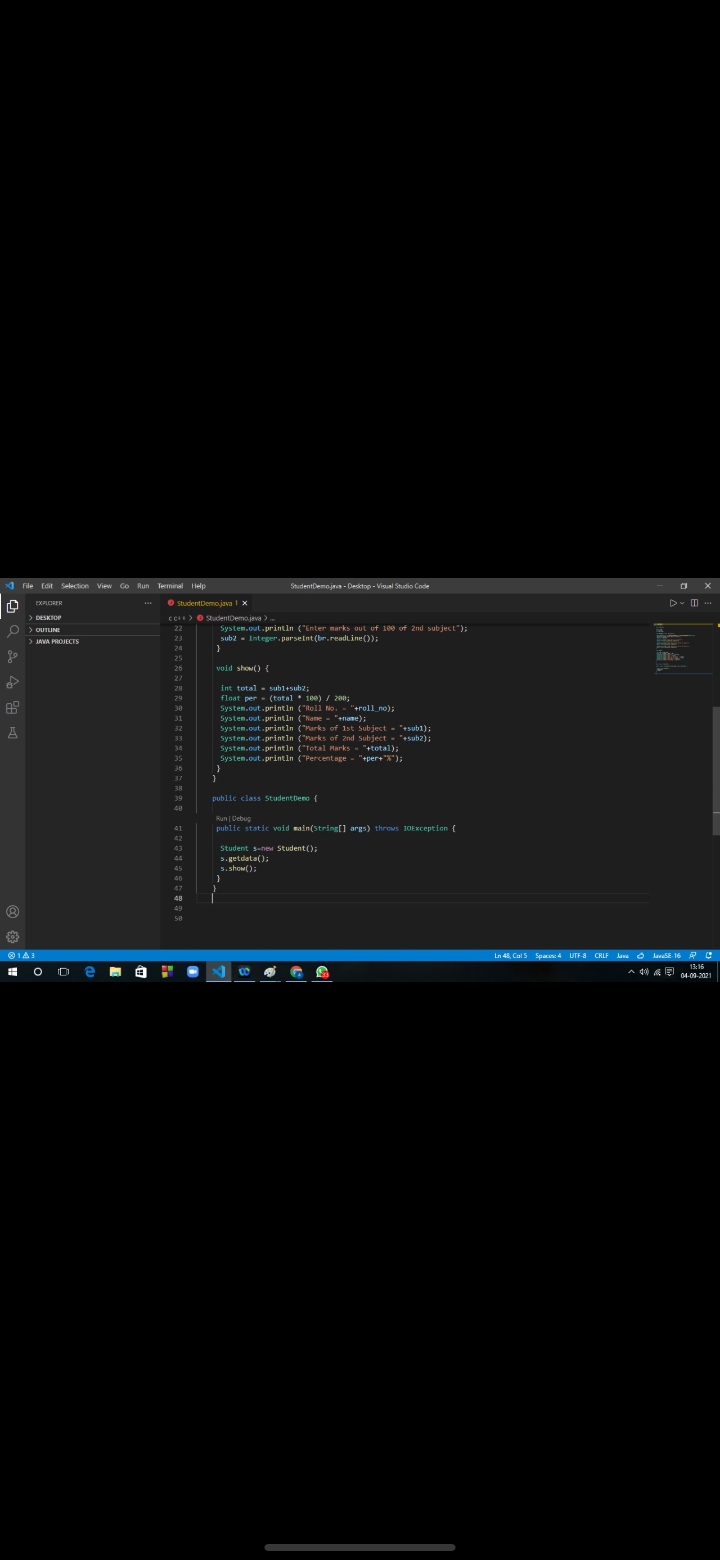 File Edit Selection View Go Run Terminal Help StudentDemo.java - Desktop - Visual Studio Code
EXPLORER ··· StudentDemo.java 1 ×
DESKTOP
OUTLINE
JAVA PROJECTS
StudentDemo.java > ...
22 System.out.println ("Enter marks out of 100 of 2nd subject");
23 sub2 = Integer.parseInt(br.readLine());
24 }
25
26 void show() {
27
28 int total = sub1+sub2;
29 float per = (total * 100) / 200;
30 System.out.println ("Roll No. = "+roll_no);
31 System.out.println ("Name = "+name);
32 System.out.println ("Marks of 1st Subject = "+sub1);
33 System.out.println ("Marks of 2nd Subject = "+sub2);
34 System.out.println ("Total Marks = "+total);
35 System.out.println ("Percentage = "+per+"%");
36 }
37 }
38
39 public class StudentDemo {
40
Run | Debug
41 public static void main(String[] args) throws IOException {
42
43 Student s=new Student();
44 s.getdata();
45 s.show();
46 }
47 }
48
49
50
1 3 Ln 48, Col 5 Spaces: 4 UTF-8 CRLF Java JavaSE-16
13:16
04-09-2021